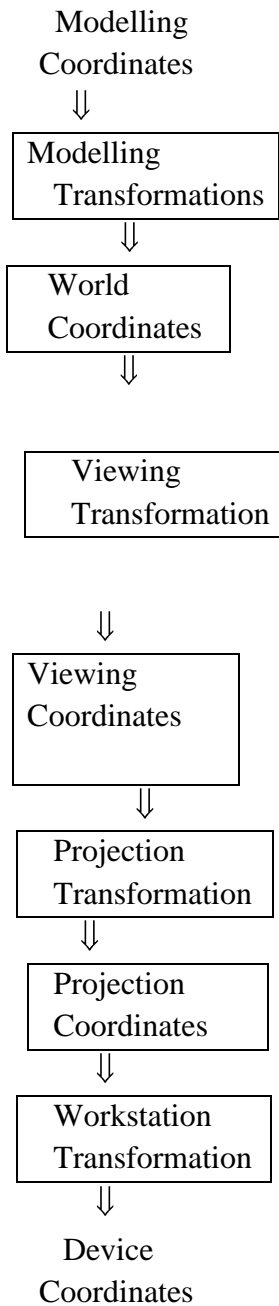 Modelling
Coordinates
⇓
Modelling
Transformations
⇓
World
Coordinates
⇓
Viewing
Transformation
⇓
Viewing
Coordinates
⇓
Projection
Transformation
⇓
Projection
Coordinates
⇓
Workstation
Transformation
⇓
Device
Coordinates